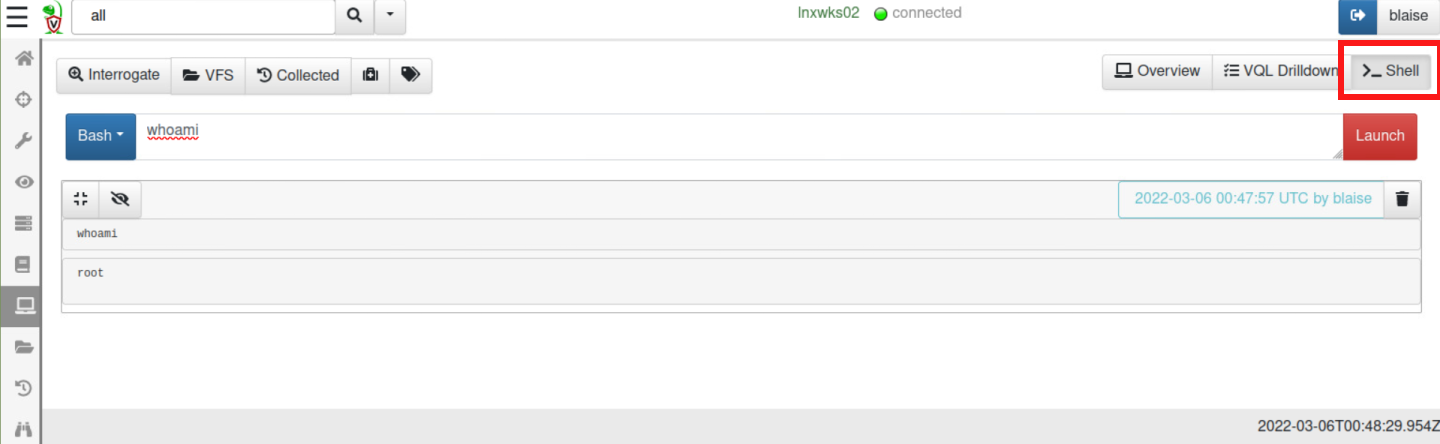 all
lnxwks02 connected
blaise
Interrogate VFS Collected
Overview VQL Drilldown >_ Shell
Bash whoami Launch
2022-03-06 00:47:57 UTC by blaise
whoami
root
2022-03-06T00:48:29.954Z